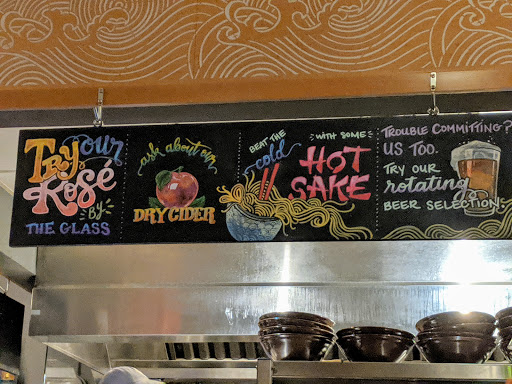 TRY our
Rosé
BY
THE GLASS
ask about our
DRY CIDER
BEAT THE
cold
WITH SOME
HOT
SAKE
TROUBLE COMMITTING?
US TOO.
TRY OUR
rotating
BEER SELECTION.